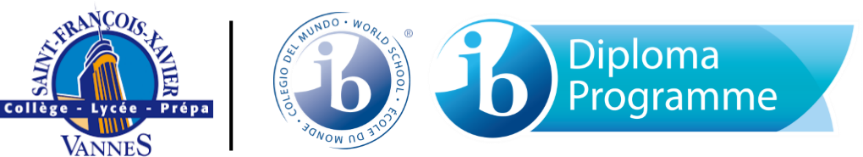 SAINT-FRANÇOIS-XAVIER
Collège - Lycée - Prépa
VANNES
COLEGIO DEL MUNDO · WORLD SCHOOL · ÉCOLE DU MONDE ·
®
ib
ib
Diploma
Programme